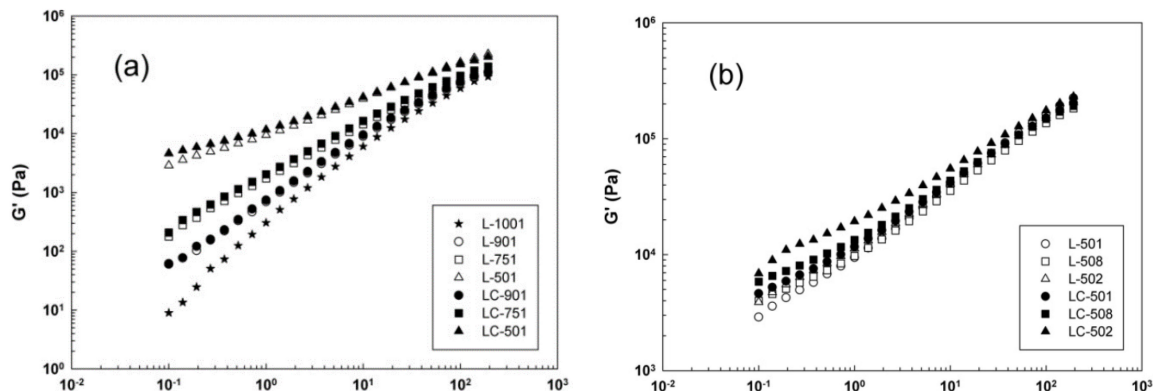 (a)
G' (Pa)
10⁶
10⁵
10⁴
10³
10²
10¹
10⁰
10⁻²
10⁻¹
10⁰
10¹
10²
10³
L-1001
L-901
L-751
L-501
LC-901
LC-751
LC-501
(b)
G' (Pa)
10⁶
10⁵
10⁴
10³
10⁻²
10⁻¹
10⁰
10¹
10²
10³
L-501
L-508
L-502
LC-501
LC-508
LC-502